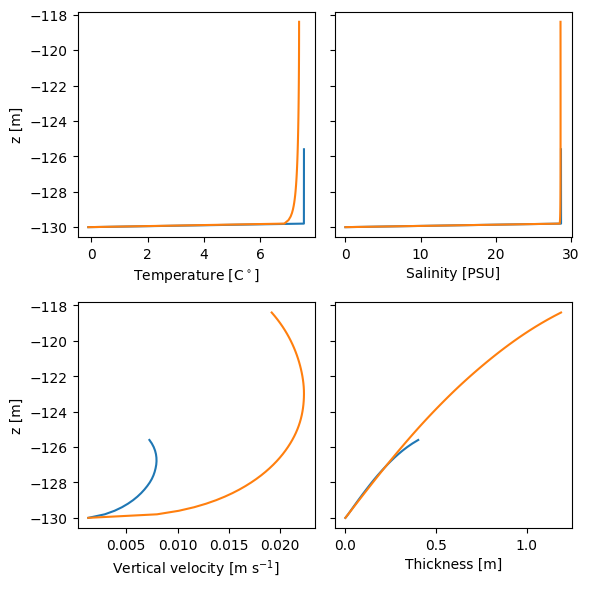 −118
−120
−122
−124
−126
−128
−130
z [m]
0 2 4 6
Temperature [C°]
0 10 20 30
Salinity [PSU]
−118
−120
−122
−124
−126
−128
−130
z [m]
0.005 0.010 0.015 0.020
Vertical velocity [m s⁻¹]
0.0 0.5 1.0
Thickness [m]